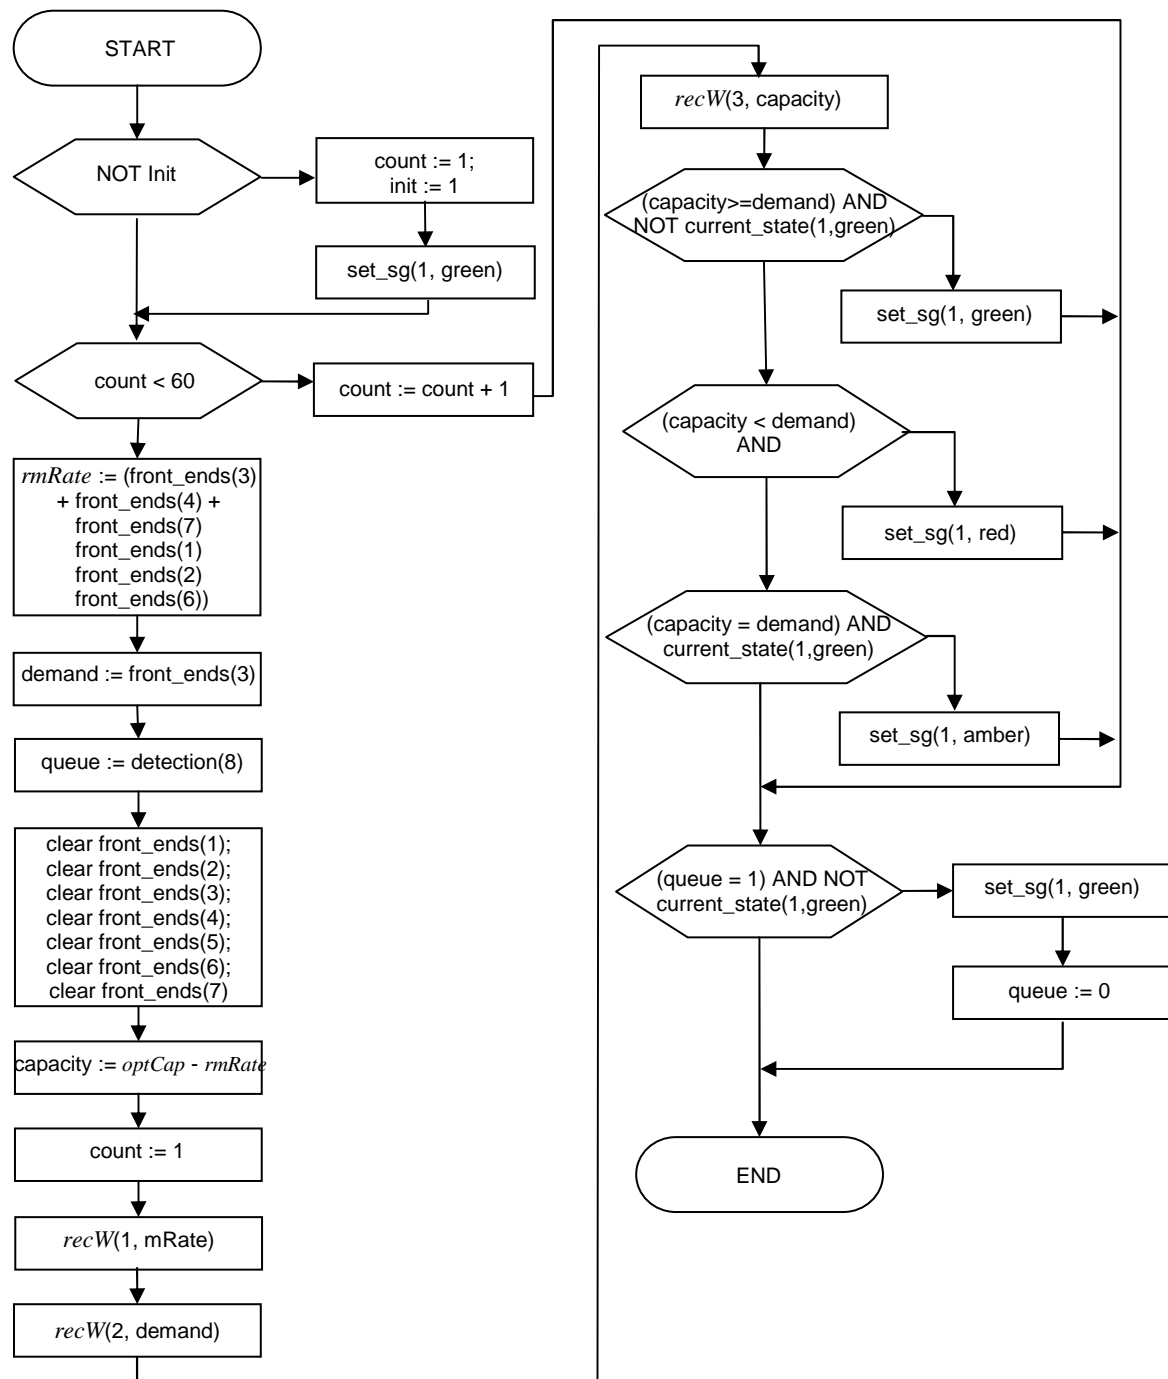 START
NOT Init
count := 1;
init := 1
set_sg(1, green)
count < 60
count := count + 1
rmRate := (front_ends(3)
+ front_ends(4) +
front_ends(7)
front_ends(1)
front_ends(2)
front_ends(6))
demand := front_ends(3)
queue := detection(8)
clear front_ends(1);
clear front_ends(2);
clear front_ends(3);
clear front_ends(4);
clear front_ends(5);
clear front_ends(6);
clear front_ends(7)
capacity := optCap - rmRate
count := 1
recW(1, mRate)
recW(2, demand)
recW(3, capacity)
(capacity>=demand) AND
NOT current_state(1,green)
set_sg(1, green)
(capacity < demand)
AND
set_sg(1, red)
(capacity = demand) AND
current_state(1,green)
set_sg(1, amber)
(queue = 1) AND NOT
current_state(1,green)
set_sg(1, green)
queue := 0
END